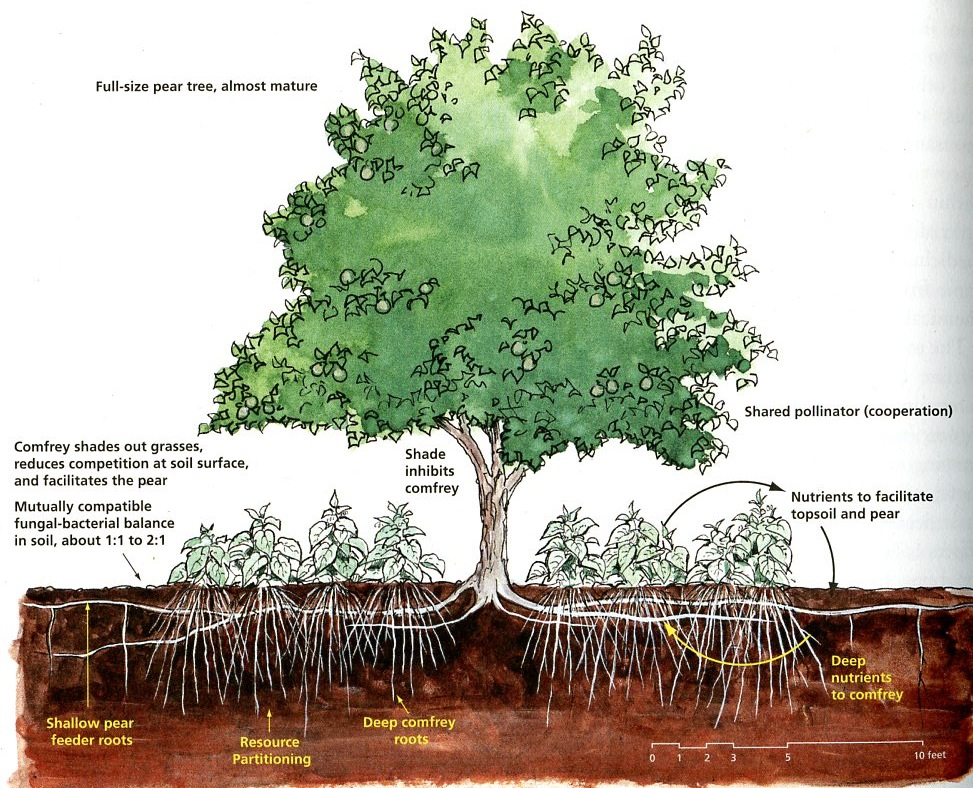 Full-size pear tree, almost mature
Shared pollinator (cooperation)
Comfrey shades out grasses,
reduces competition at soil surface,
and facilitates the pear
Shade
inhibits
comfrey
Mutually compatible
fungal-bacterial balance
in soil, about 1:1 to 2:1
Nutrients to facilitate
topsoil and pear
Deep
nutrients
to comfrey
Shallow pear
feeder roots
Resource
Partitioning
Deep comfrey
roots
0 1 2 3 5 10 feet